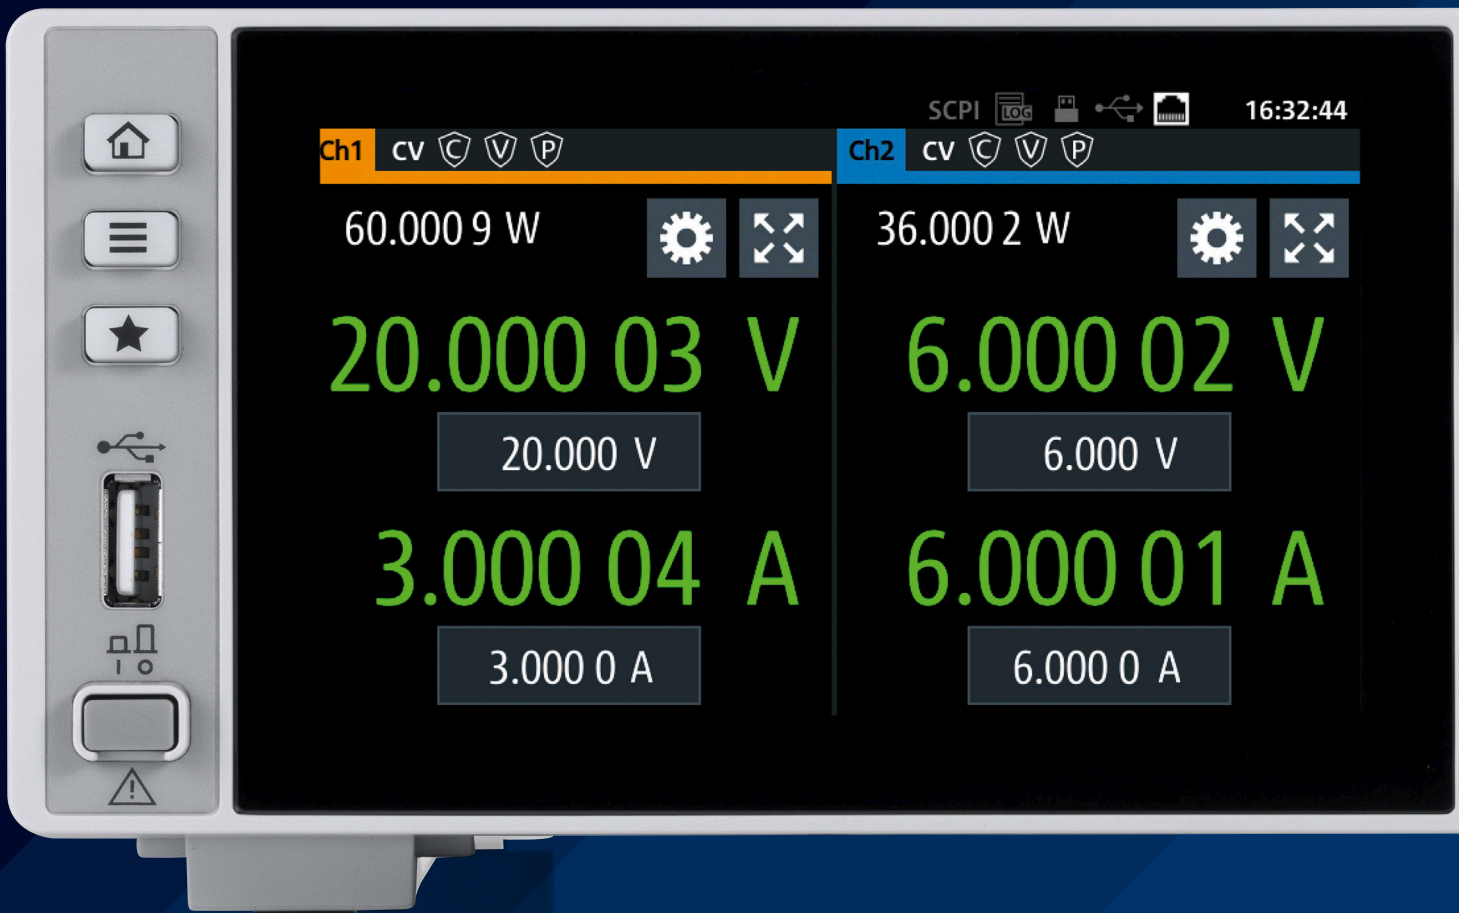 SCPI LOG 16:32:44
Ch1 CV C V P
Ch2 CV C V P
60.000 9 W
36.000 2 W
20.000 03 V
6.000 02 V
20.000 V
6.000 V
3.000 04 A
6.000 01 A
3.000 0 A
6.000 0 A
I O